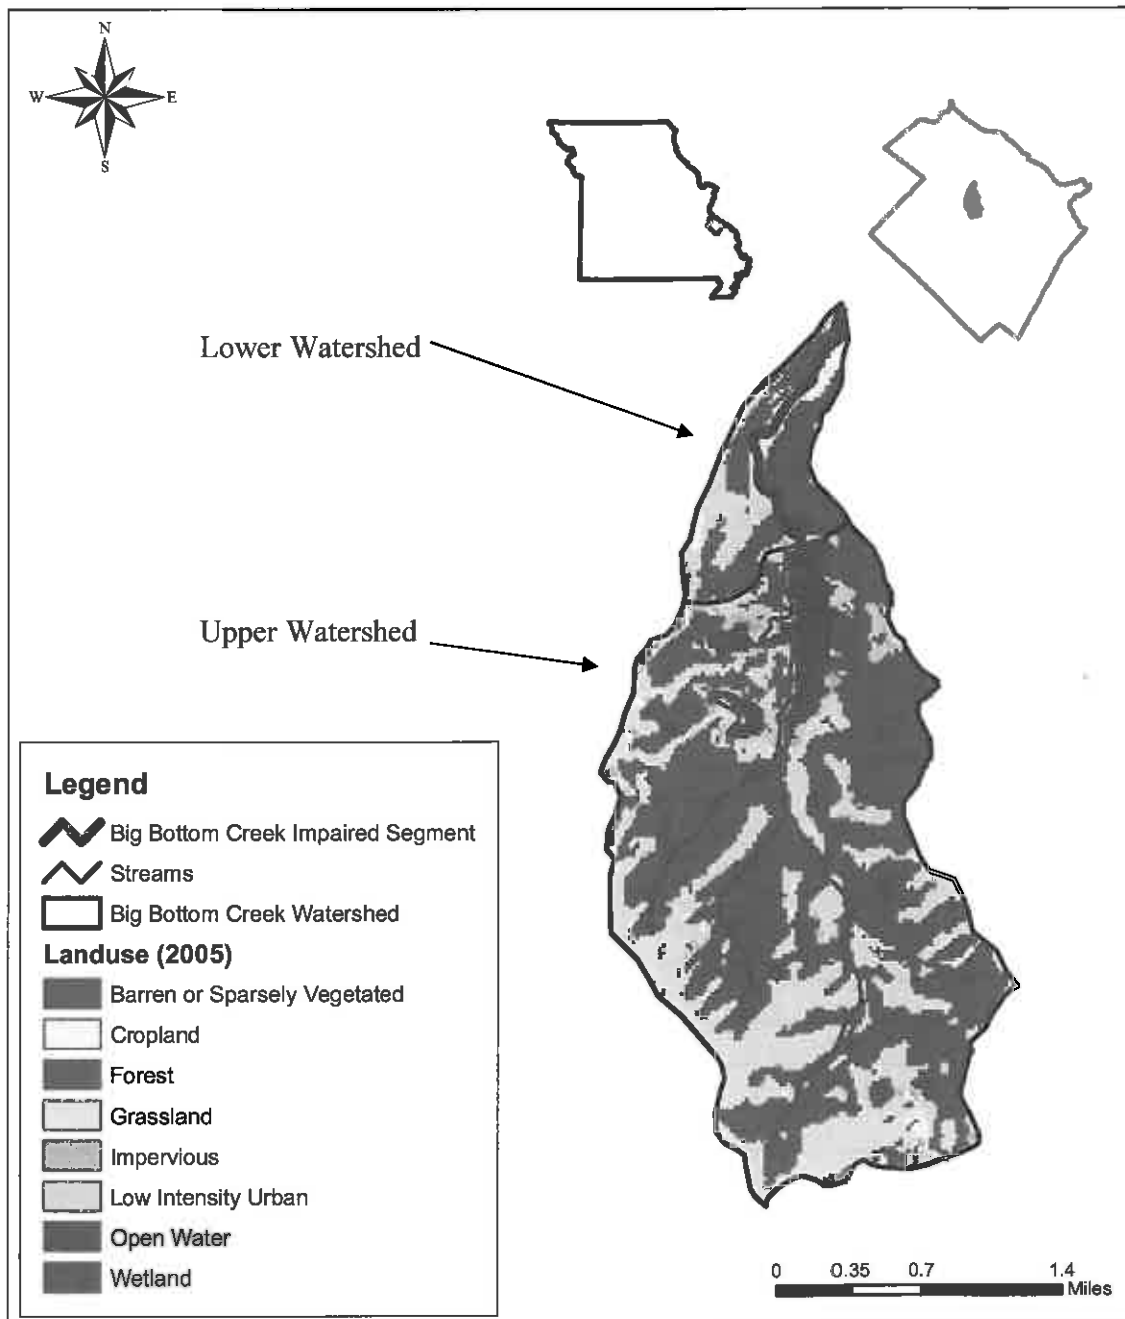 N
W E
S
Lower Watershed
Upper Watershed
Legend
Big Bottom Creek Impaired Segment
Streams
Big Bottom Creek Watershed
Landuse (2005)
Barren or Sparsely Vegetated
Cropland
Forest
Grassland
Impervious
Low Intensity Urban
Open Water
Wetland
0 0.35 0.7 1.4
Miles